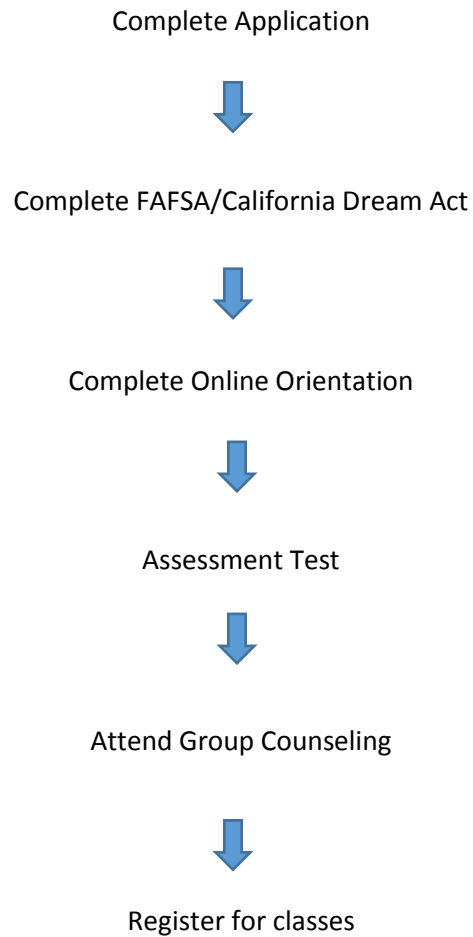 Complete Application
Complete FAFSA/California Dream Act
Complete Online Orientation
Assessment Test
Attend Group Counseling
Register for classes